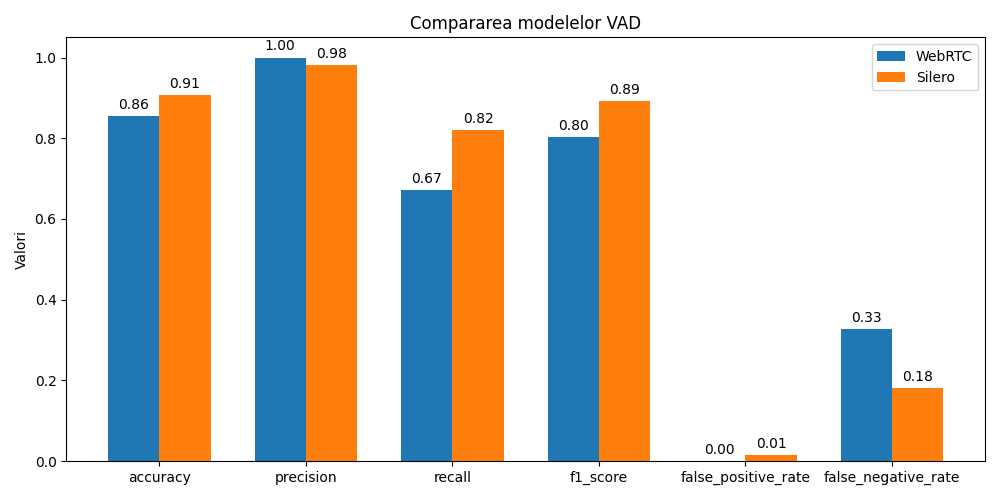 Compararea modelelor VAD
WebRTC
Silero
Valori
1.0
0.8
0.6
0.4
0.2
0.0
0.86
0.91
1.00
0.98
0.67
0.82
0.80
0.89
0.00
0.01
0.33
0.18
accuracy
precision
recall
f1_score
false_positive_rate
false_negative_rate